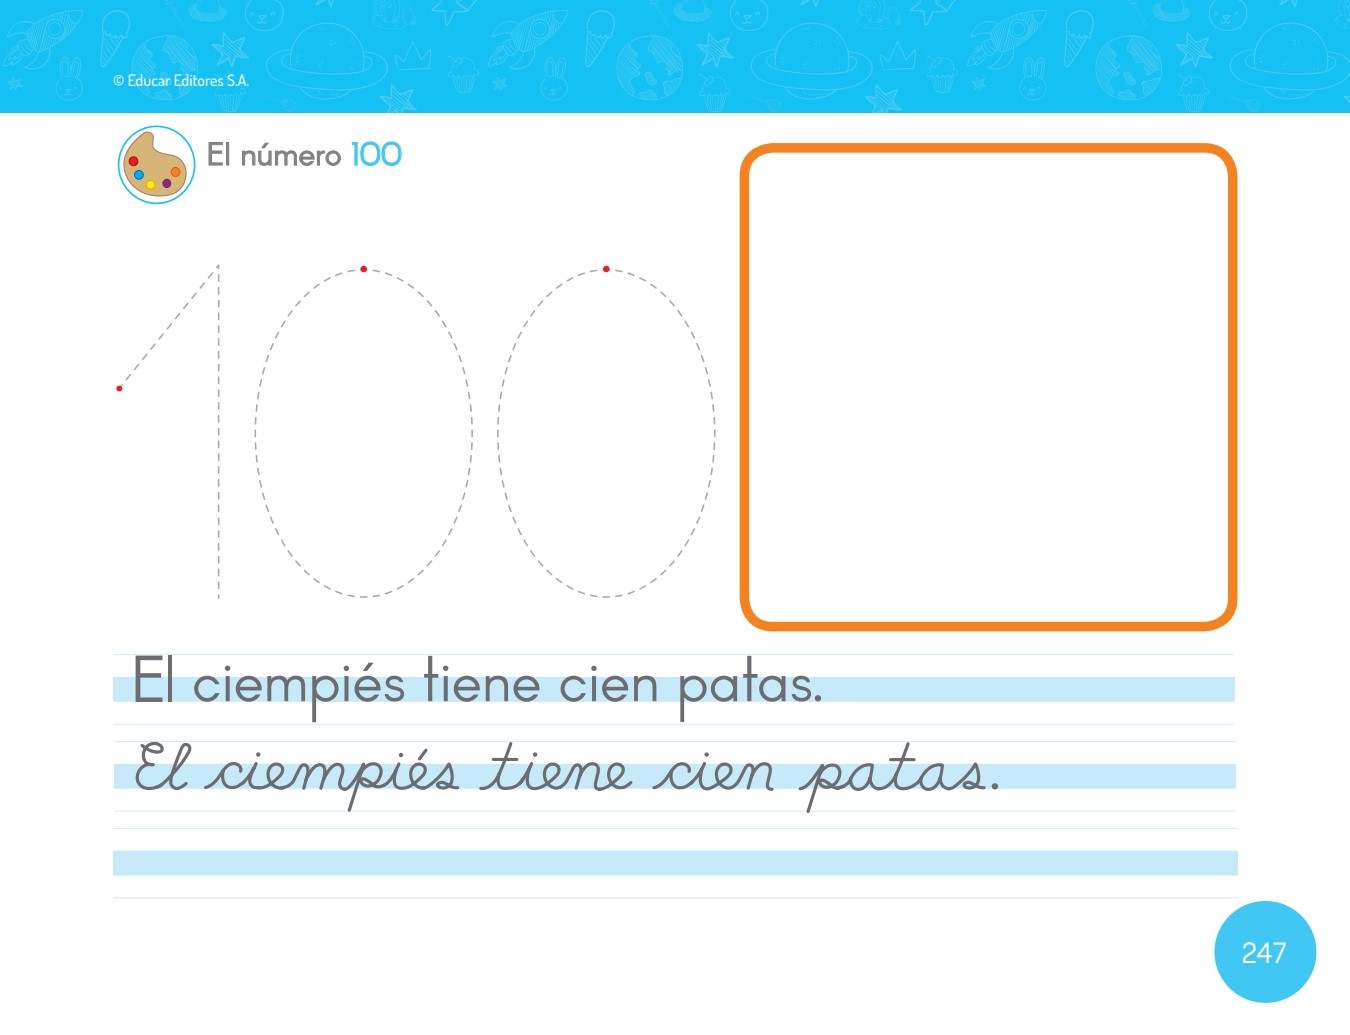 © Educar Editores S.A.
El número 100
100
El ciempiés tiene cien patas.
El ciempiés tiene cien patas.
247